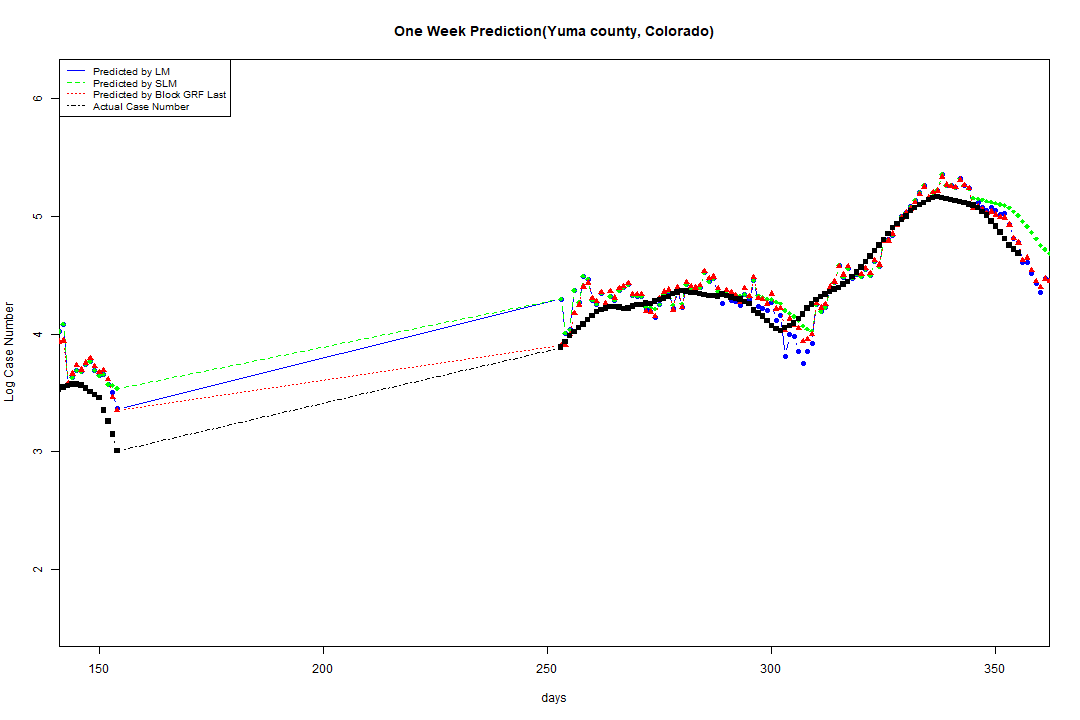 One Week Prediction(Yuma county, Colorado)
Predicted by LM
Predicted by SLM
Predicted by Block GRF Last
Actual Case Number
Log Case Number
6
5
4
3
2
150 200 250 300 350
days